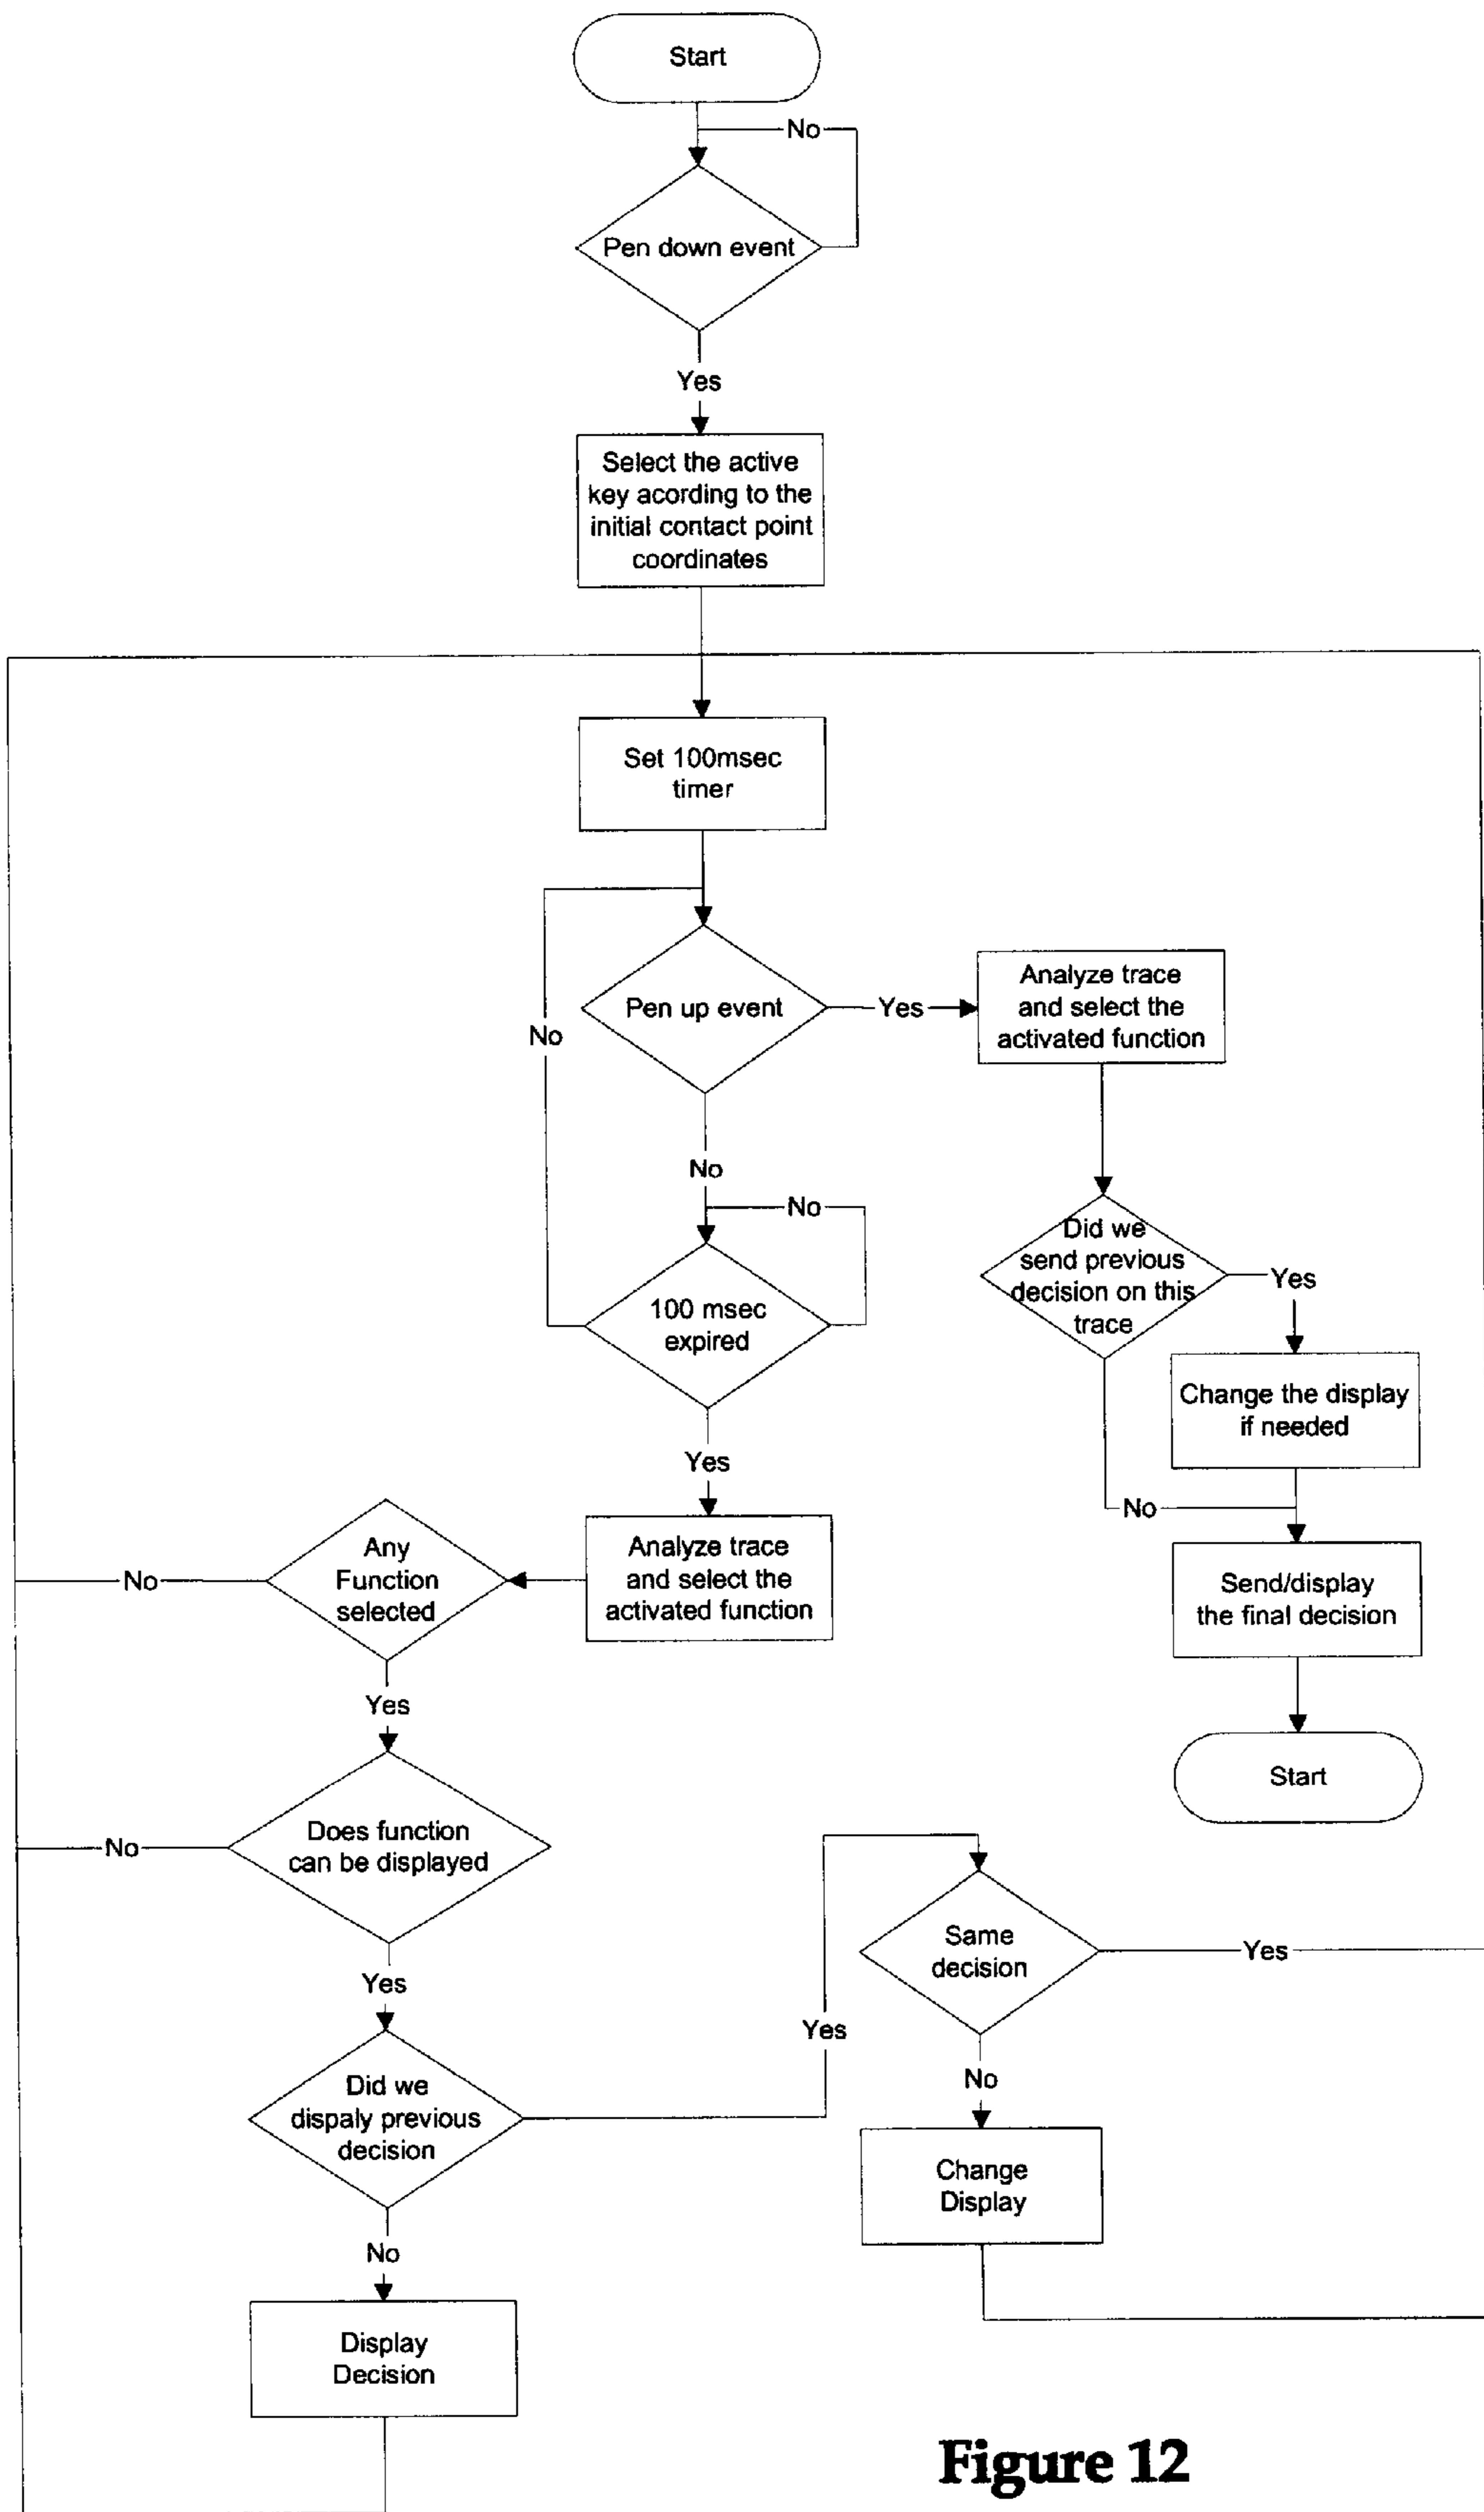 Start
No
Pen down event
Yes
Select the active
key acording to the
initial contact point
coordinates
Set 100msec
timer
Pen up event
Yes
Analyze trace
and select the
activated function
No
No
No
Did we
send previous
decision on this
trace
Yes
100 msec
expired
Change the display
if needed
Yes
No
Any
Function
selected
No
Analyze trace
and select the
activated function
Send/display
the final decision
Yes
Start
Does function
can be displayed
No
Same
decision
Yes
Yes
Yes
No
Did we
dispaly previous
decision
Change
Display
No
Display
Decision
Figure 12